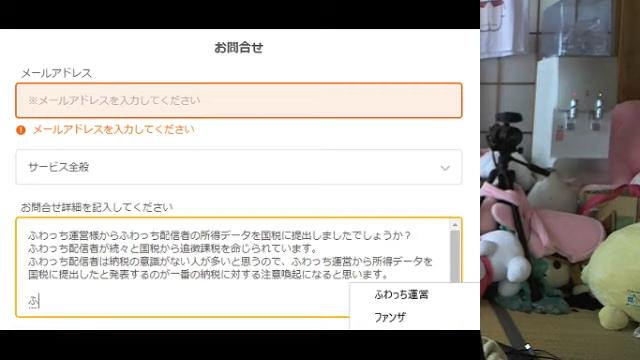 お問合せ
メールアドレス
※メールアドレスを入力してください
メールアドレスを入力してください
サービス全般
お問合せ詳細を記入してください
ふわっち運営様からふわっち配信者の所得データを国税に提出しましたでしょうか？
ふわっち配信者が続々と国税から追徴課税を命じられています。
ふわっち配信者は納税の意識がない人が多いと思うので、ふわっち運営から所得データを
国税に提出したと発表するのが一番の納税に対する注意喚起になると思います。
ふ
ふわっち運営
ファンザ